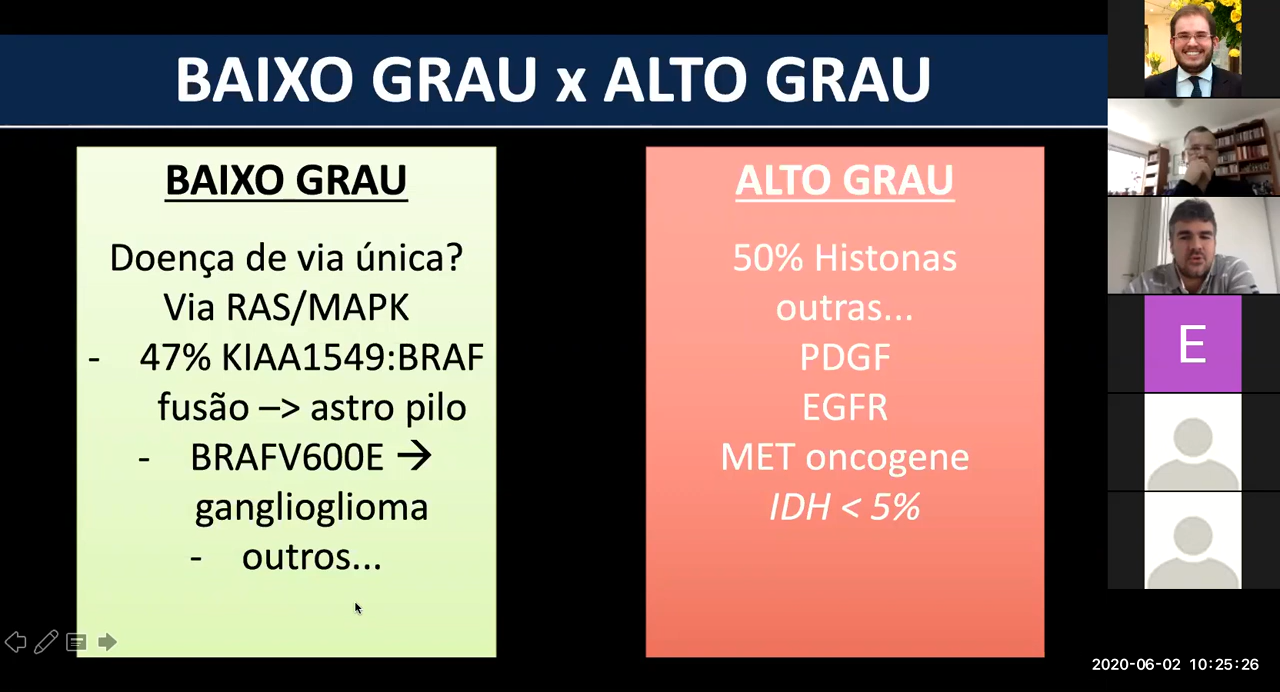 BAIXO GRAU x ALTO GRAU
BAIXO GRAU
Doença de via única?
Via RAS/MAPK
- 47% KIAA1549:BRAF
fusão –> astro pilo
- BRAFV600E →
ganglioglioma
- outros...
ALTO GRAU
50% Histonas
outras...
PDGF
EGFR
MET oncogene
IDH < 5%
E
2020-06-02 10:25:26